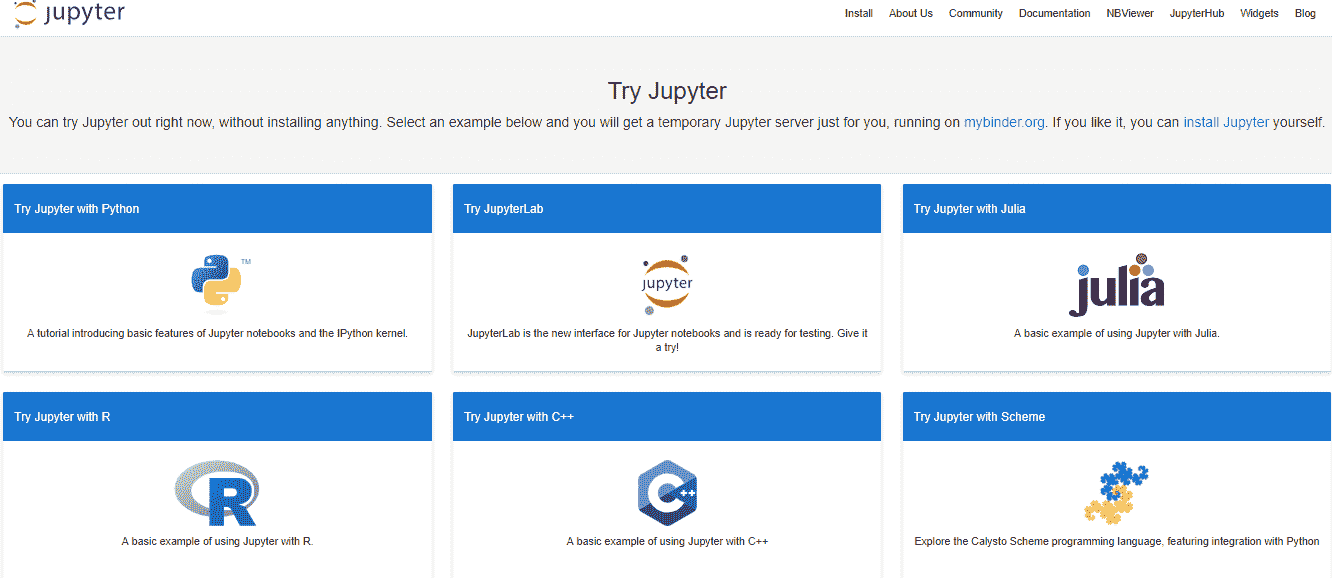 jupyter
Install About Us Community Documentation NBViewer JupyterHub Widgets Blog
Try Jupyter
You can try Jupyter out right now, without installing anything. Select an example below and you will get a temporary Jupyter server just for you, running on mybinder.org. If you like it, you can install Jupyter yourself.
Try Jupyter with Python
TM
A tutorial introducing basic features of Jupyter notebooks and the IPython kernel.
Try JupyterLab
jupyter
JupyterLab is the new interface for Jupyter notebooks and is ready for testing. Give it
a try!
Try Jupyter with Julia
julia
A basic example of using Jupyter with Julia.
Try Jupyter with R
R
A basic example of using Jupyter with R.
Try Jupyter with C++
C++
A basic example of using Jupyter with C++
Try Jupyter with Scheme
Explore the Calysto Scheme programming language, featuring integration with Python